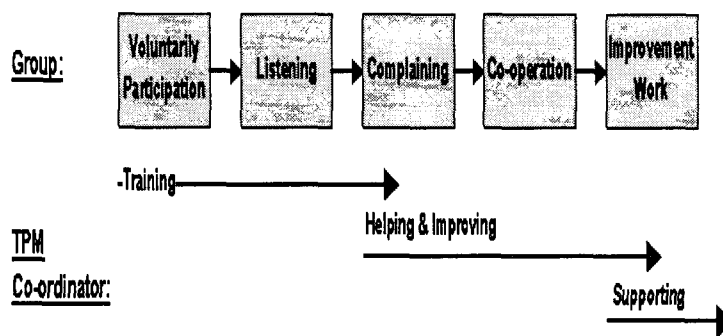 Group:
Voluntarily
Participation
Listening
Complaining
Co-operation
Improvement
Work
-Training
Helping & Improving
TPM
Co-ordinator:
Supporting